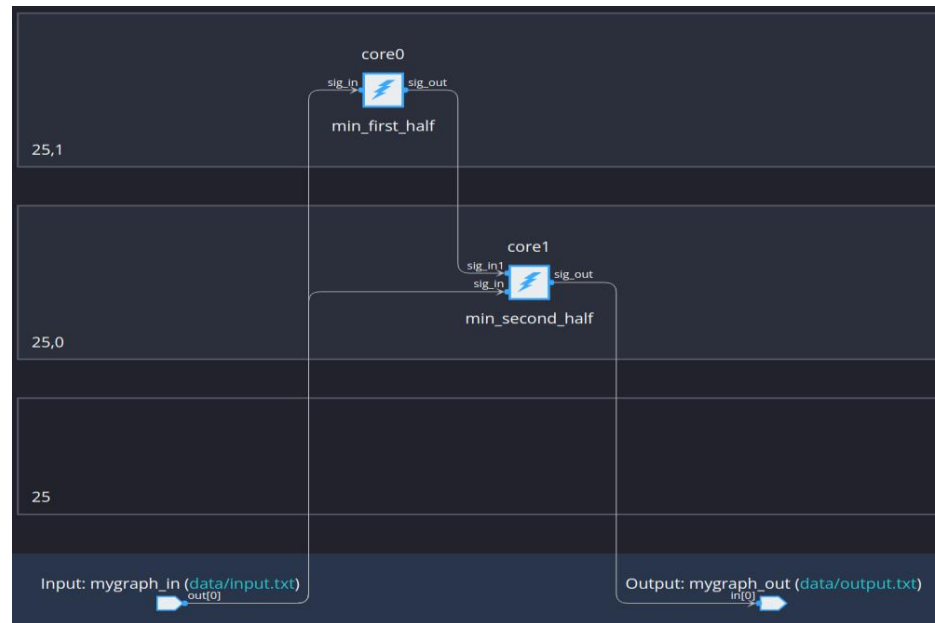 core0
sig_in
sig_out
min_first_half
25,1
core1
sig_in1
sig_in
sig_out
min_second_half
25,0
25
Input: mygraph_in (data/input.txt)
out[0]
Output: mygraph_out (data/output.txt)
in[0]